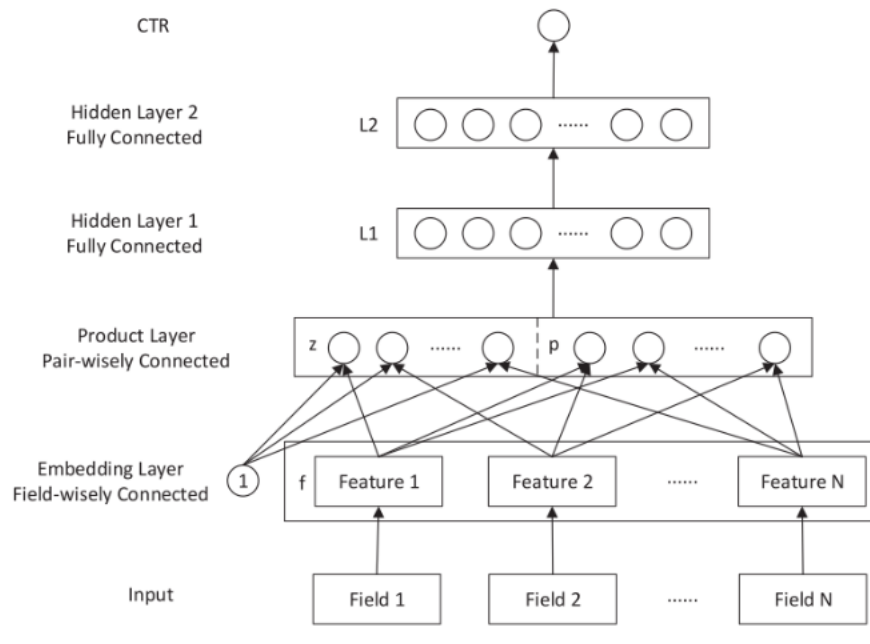 CTR
Hidden Layer 2
Fully Connected
L2
......
Hidden Layer 1
Fully Connected
L1
......
Product Layer
Pair-wisely Connected
z
......
p
......
Embedding Layer
Field-wisely Connected
1
f
Feature 1
Feature 2
......
Feature N
Input
Field 1
Field 2
......
Field N